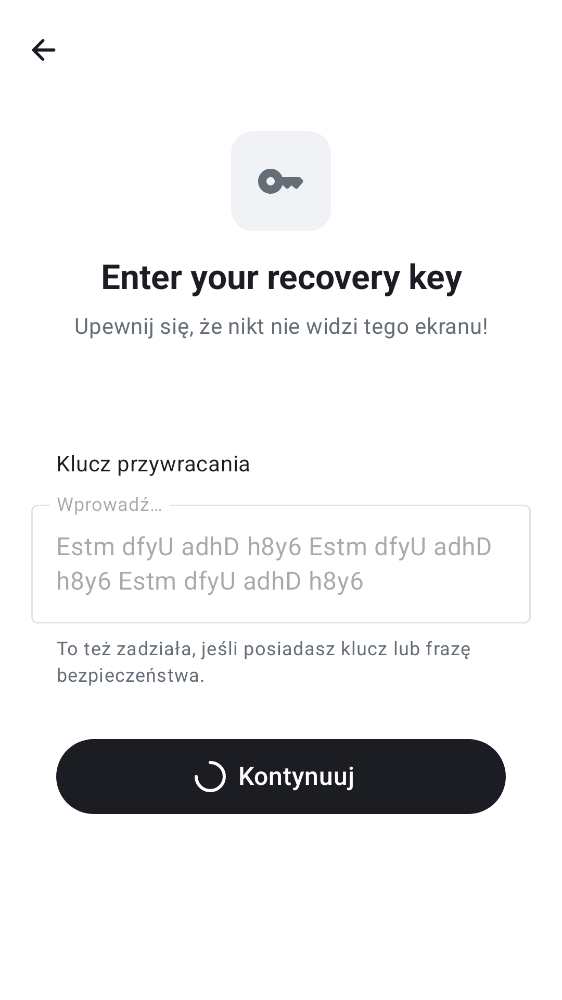 Enter your recovery key
Upewnij się, że nikt nie widzi tego ekranu!
Klucz przywracania
Wprowadź…
Estm dfyU adhD h8y6 Estm dfyU adhD
h8y6 Estm dfyU adhD h8y6
To też zadziała, jeśli posiadasz klucz lub frazę
bezpieczeństwa.
Kontynuuj